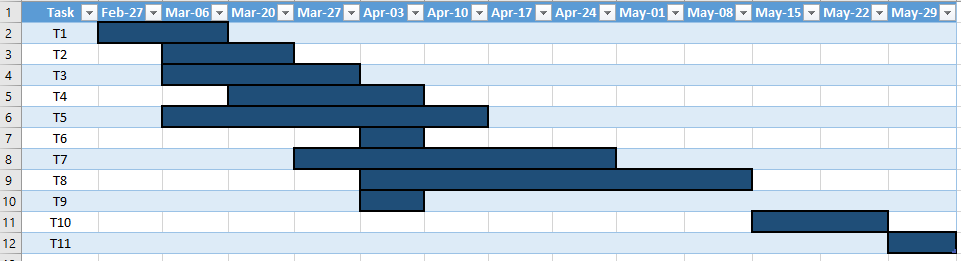 1 Task Feb-27 Mar-06 Mar-20 Mar-27 Apr-03 Apr-10 Apr-17 Apr-24 May-01 May-08 May-15 May-22 May-29
2 T1
3 T2
4 T3
5 T4
6 T5
7 T6
8 T7
9 T8
10 T9
11 T10
12 T11